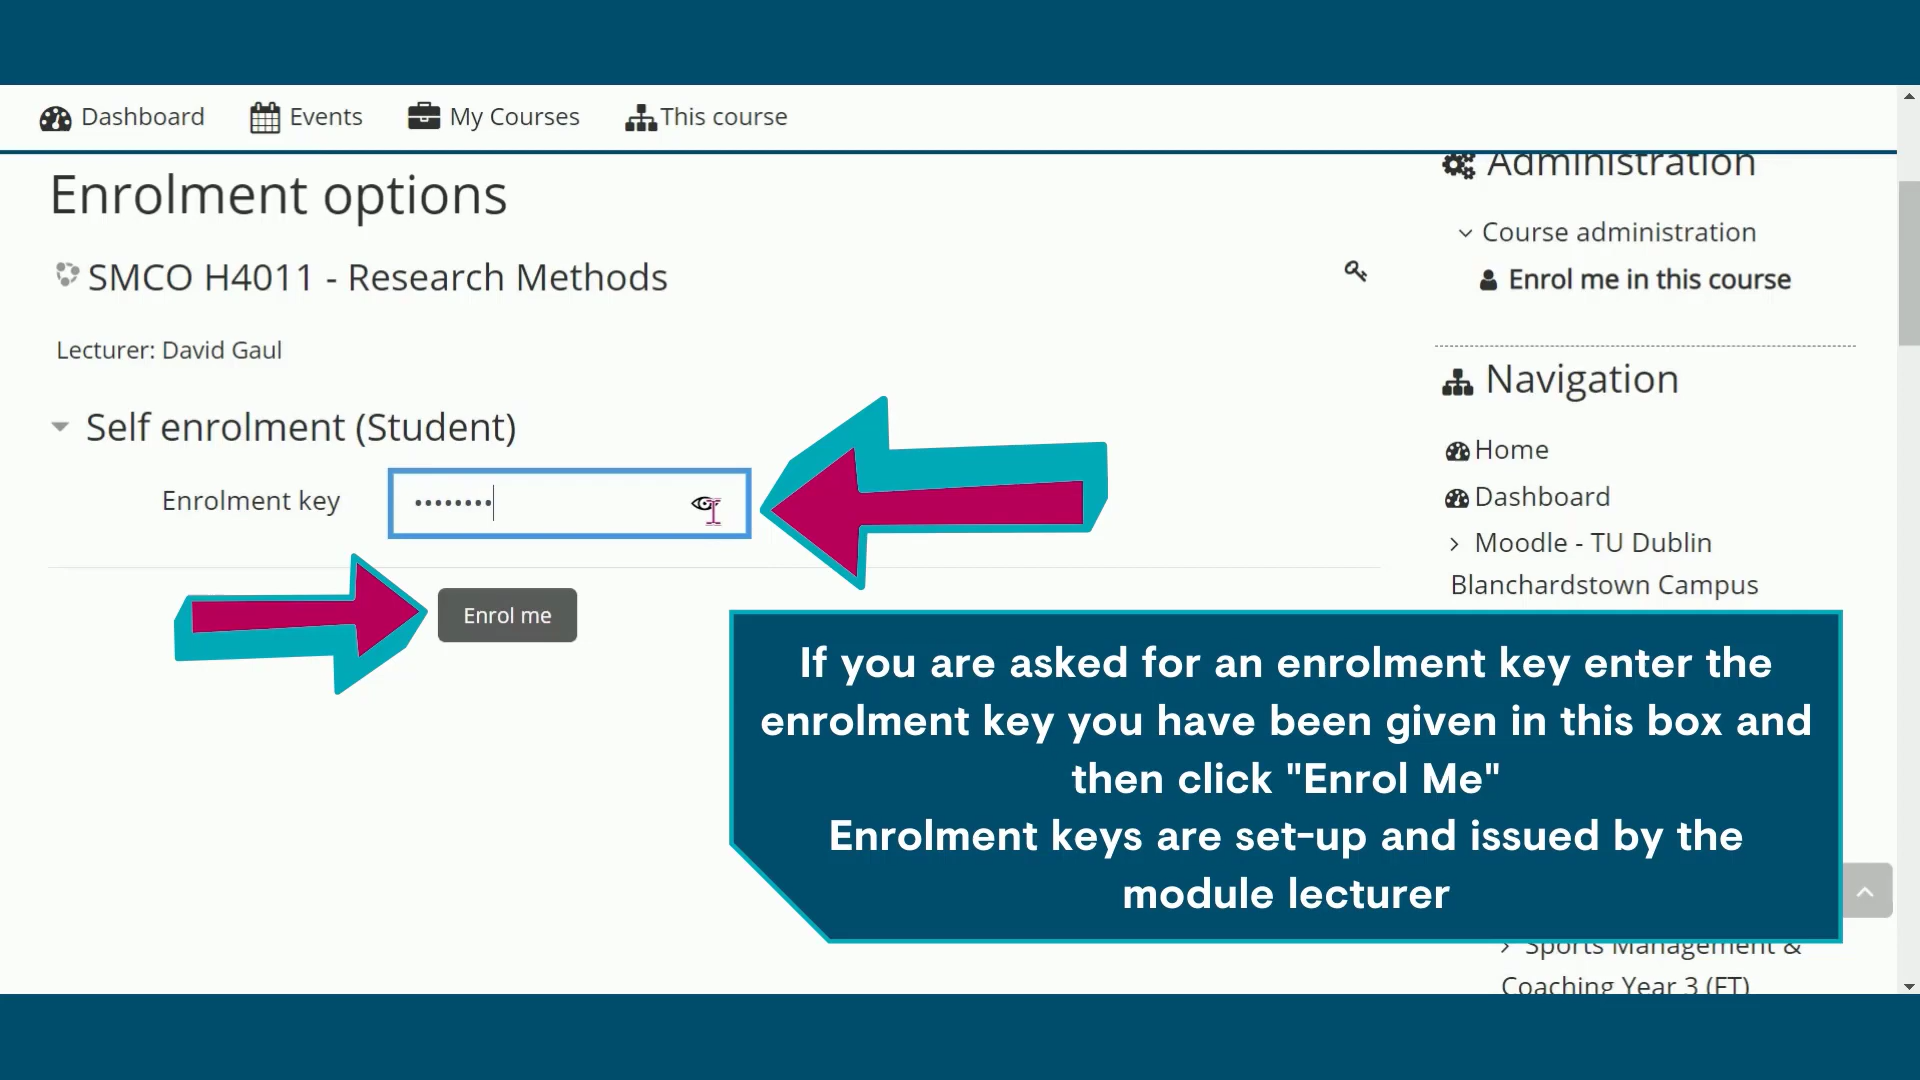 Dashboard
Events
My Courses
This course
Enrolment options
SMCO H4011 - Research Methods
Lecturer: David Gaul
Self enrolment (Student)
Enrolment key
Enrol me
Administration
Course administration
Enrol me in this course
Navigation
Home
Dashboard
Moodle - TU Dublin
Blanchardstown Campus
If you are asked for an enrolment key enter the
enrolment key you have been given in this box and
then click "Enrol Me"
Enrolment keys are set-up and issued by the
module lecturer
Sports Management &
Coaching Year 3 (FT)